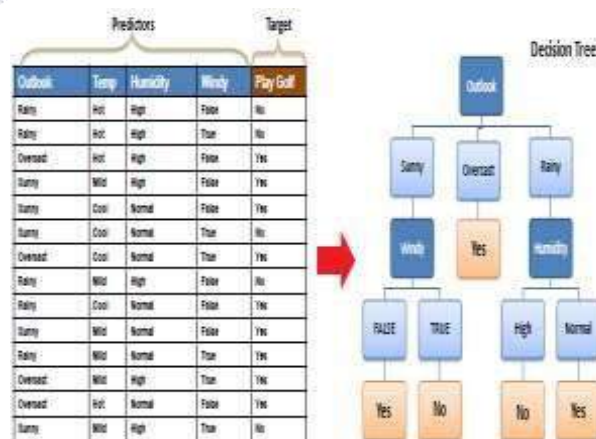 Predictors Target
Outlook Temp Humidity Windy Play Golf
Rainy Hot High False No
Rainy Hot High True No
Overcast Hot High False Yes
Sunny Mild High False Yes
Sunny Cool Normal False Yes
Sunny Cool Normal True No
Overcast Cool Normal True Yes
Rainy Mild High False No
Rainy Cool Normal False Yes
Sunny Mild Normal False Yes
Rainy Mild Normal True Yes
Overcast Mild High True Yes
Overcast Hot Normal False Yes
Sunny Mild High True No
Decision Tree
Outlook
Sunny Overcast Rainy
Windy Yes Humidity
FALSE TRUE High Normal
Yes No No Yes